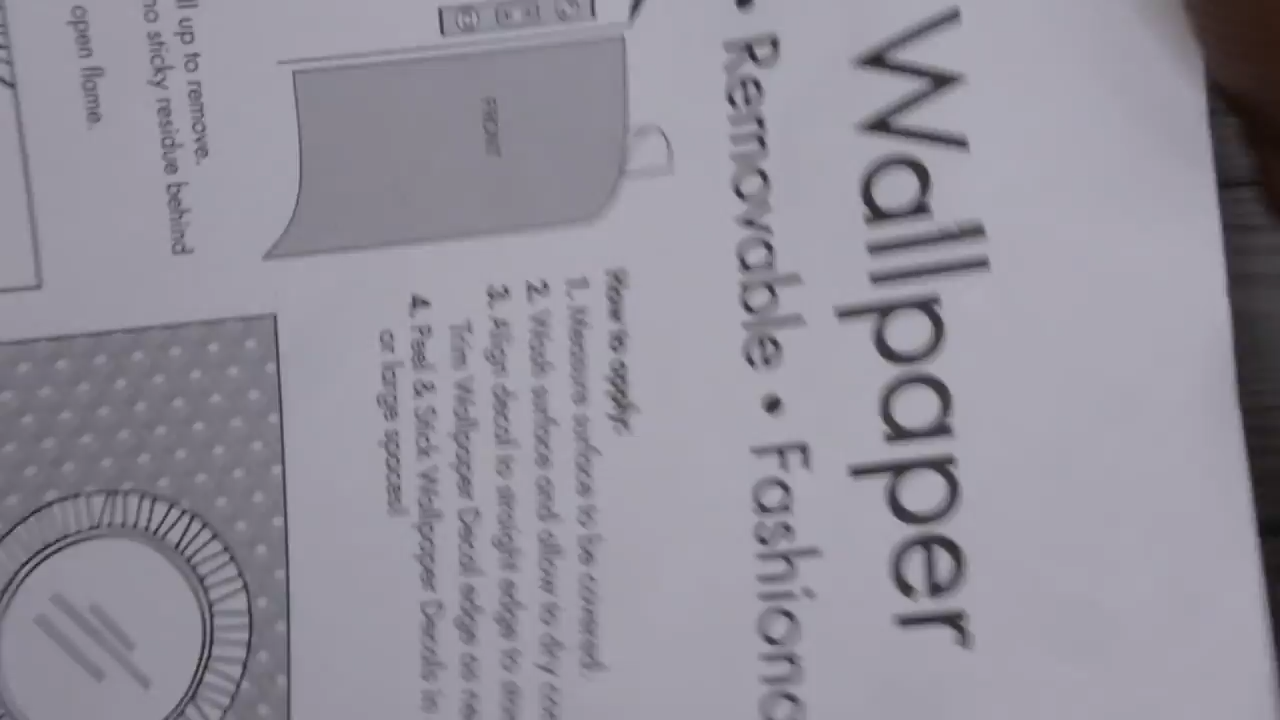 Wallpaper
• Removable • Fashiona
FRONT
How to apply:
1. Measure surface to be covered.
2. Wash surface and allow to dry
3. Align decal to straight edge to
Trim Wallpaper Decal edge as
4. Peel & Stick Wallpaper Decals in
or large spaces!
ll up to remove.
no sticky residue behind
open flame.